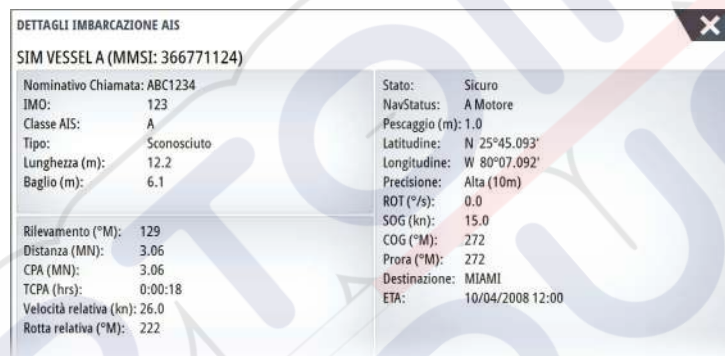 DETTAGLI IMBARCAZIONE AIS
SIM VESSEL A (MMSI: 366771124)
Nominativo Chiamata: ABC1234
IMO: 123
Classe AIS: A
Tipo: Sconosciuto
Lunghezza (m): 12.2
Baglio (m): 6.1
Rilevamento (°M): 129
Distanza (MN): 3.06
CPA (MN): 3.06
TCPA (hrs): 0:00:18
Velocità relativa (kn): 26.0
Rotta relativa (°M): 222
Stato: Sicuro
NavStatus: A Motore
Pescaggio (m): 1.0
Latitudine: N 25°45.093'
Longitudine: W 80°07.092'
Precisione: Alta (10m)
ROT (°/s): 0.0
SOG (kn): 15.0
COG (°M): 272
Prora (°M): 272
Destinazione: MIAMI
ETA: 10/04/2008 12:00